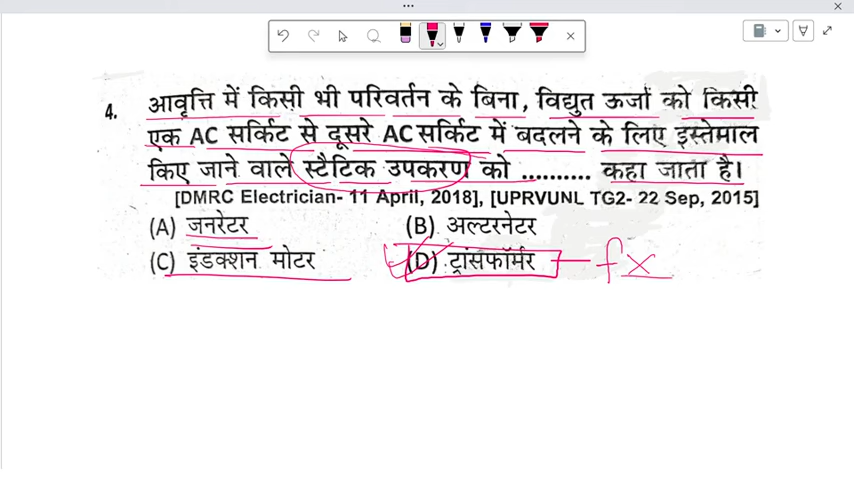 4. आवृत्ति में किसी भी परिवर्तन के बिना, विद्युत ऊर्जा को किसी
एक AC सर्किट से दूसरे AC सर्किट में बदलने के लिए इस्तेमाल
किए जाने वाले स्टैटिक उपकरण को .......... कहा जाता है।
[DMRC Electrician- 11 April, 2018], [UPRVUNL TG2- 22 Sep, 2015]
(A) जनरेटर (B) अल्टरनेटर
(C) इंडक्शन मोटर (D) ट्रांसफॉर्मर — f x